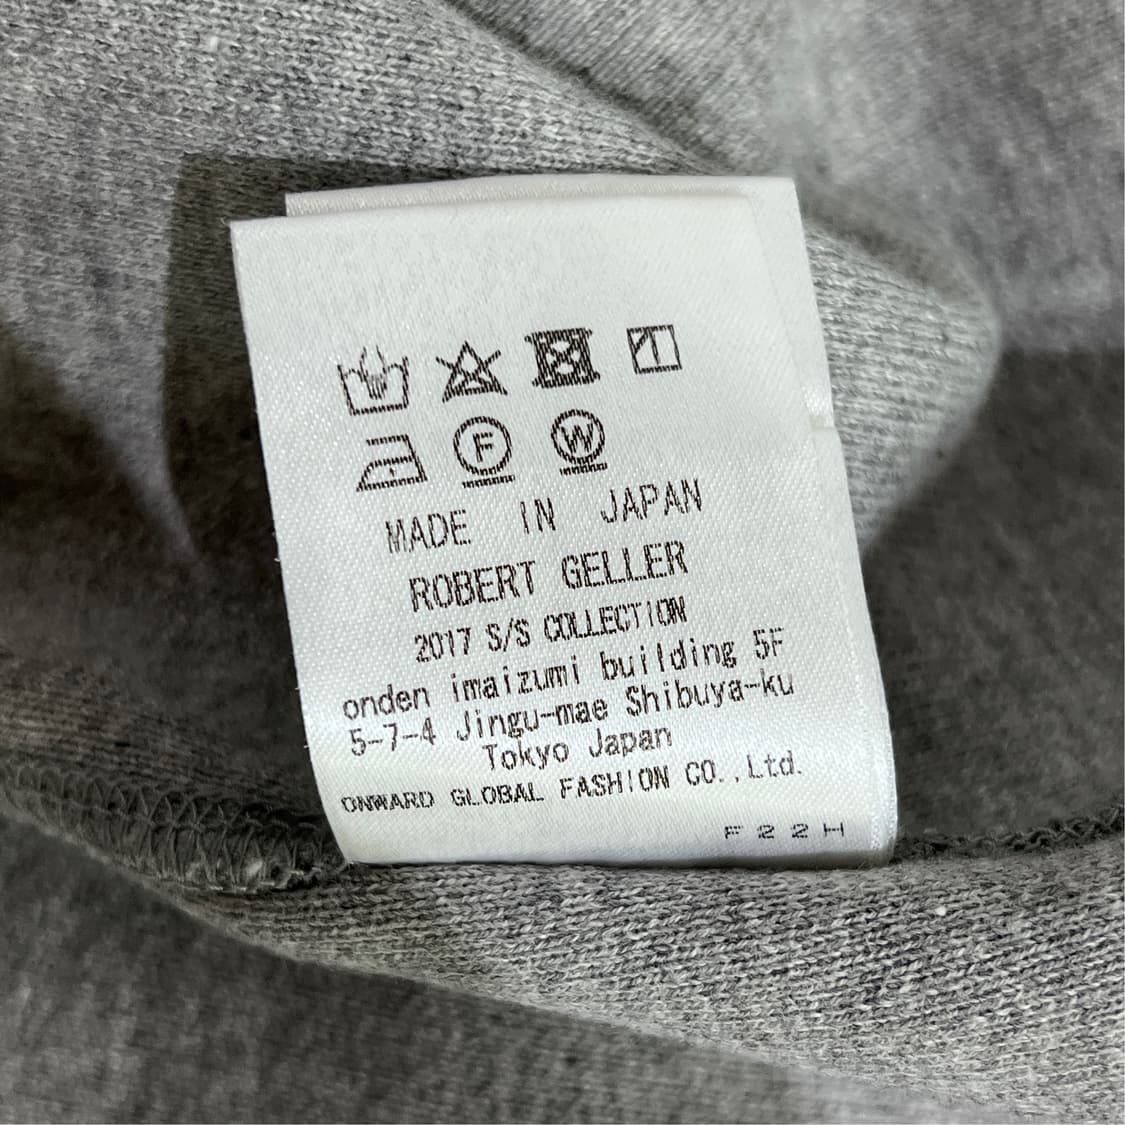 F W
MADE IN JAPAN
ROBERT GELLER
2017 S/S COLLECTION
onden imaizumi building 5F
5-7-4 Jingu-mae Shibuya-ku
Tokyo Japan
ONWARD GLOBAL FASHION CO.,Ltd.
F22H